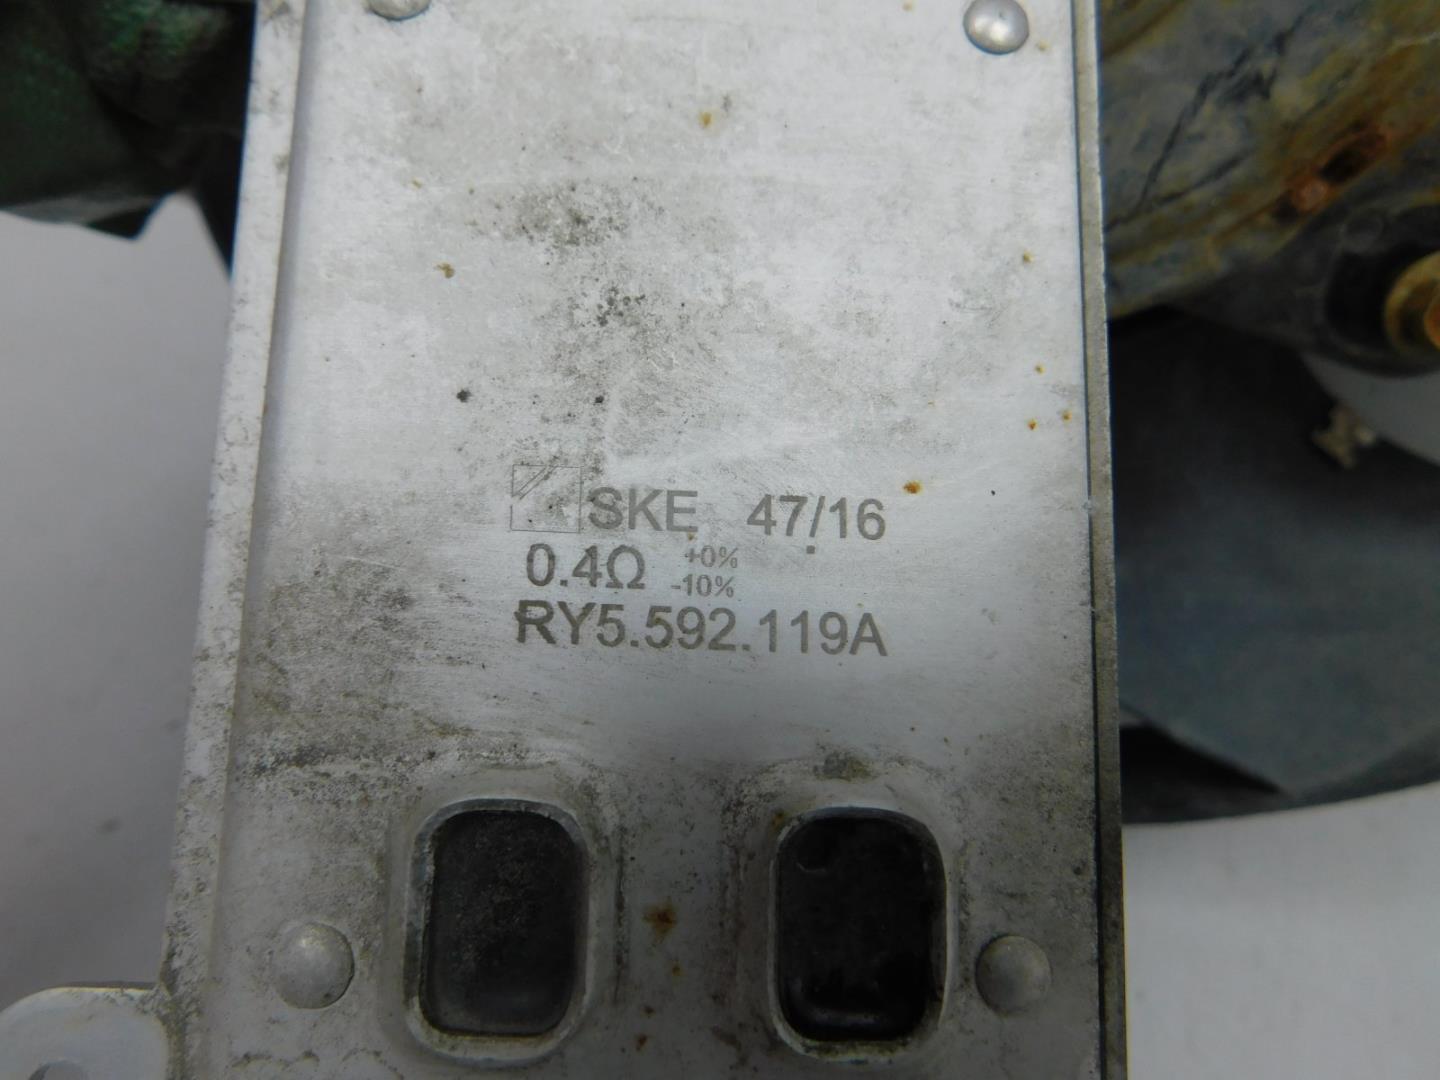 SKE 47/16
0.4Ω +0% -10%
RY5.592.119A